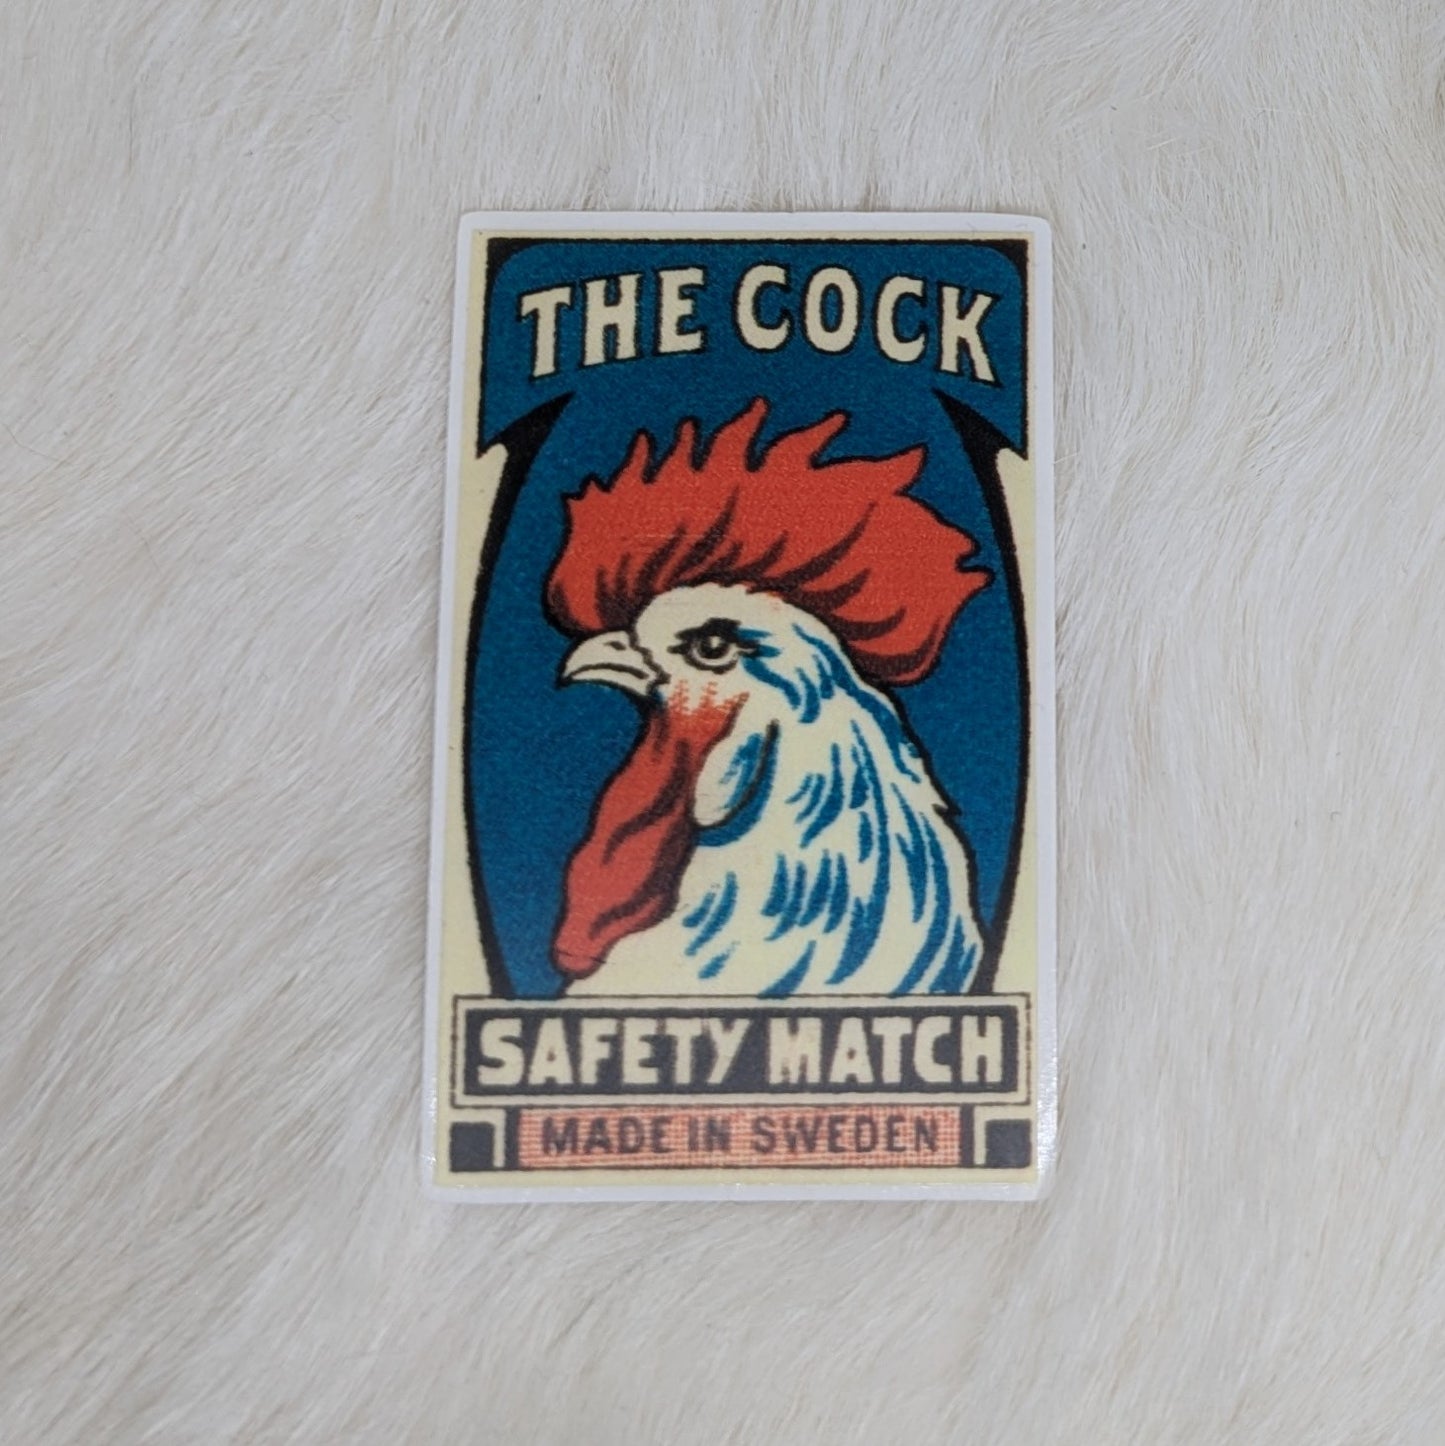 THE COCK
SAFETY MATCH
MADE IN SWEDEN